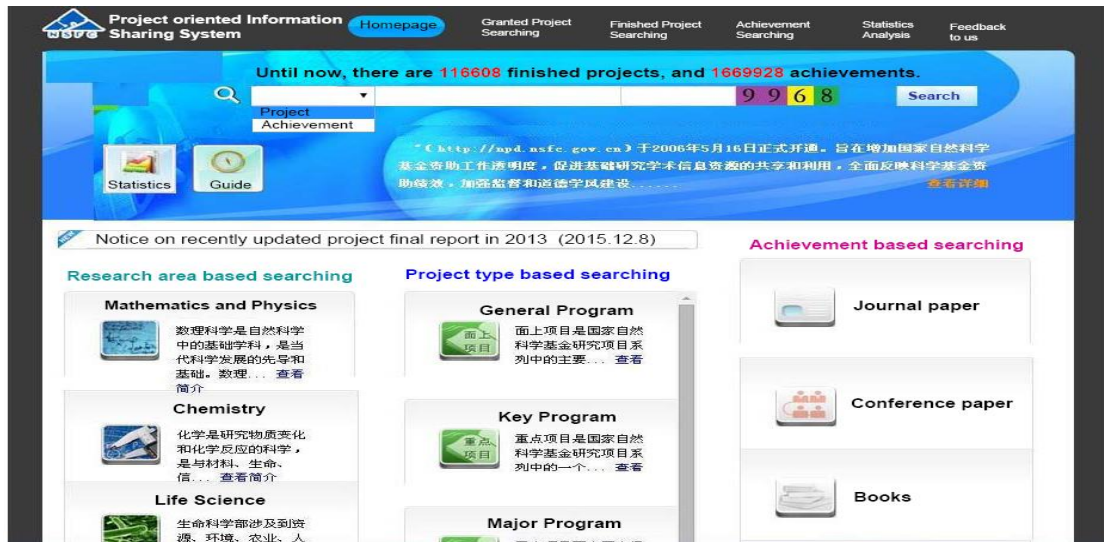 NSFC
Project oriented Information
Sharing System
Homepage
Granted Project
Searching
Finished Project
Searching
Achievement
Searching
Statistics
Analysis
Feedback
to us
Until now, there are 116608 finished projects, and 1669928 achievements.
Project
Achievement
9 9 6 8
Search
Statistics
Guide
"(http://npd.nsfc.gov.cn)于2006年5月16日正式开通。旨在增加国家自然科学
基金资助工作透明度，促进基础研究学术信息资源的共享和利用，全面反映科学基金资
助绩效，加强监督和道德学风建设......
查看详细
NEW
Notice on recently updated project final report in 2013 (2015.12.8)
Research area based searching
Mathematics and Physics
数理科学是自然科学
中的基础学科，是当
代科学发展的先导和
基础。数理... 查看
简介
Chemistry
化学是研究物质变化
和化学反应的科学，
是与材料、生命、
信... 查看简介
Life Science
生命科学部涉及到资
源、环境、农业、人
Project type based searching
General Program
面上
项目
面上项目是国家自然
科学基金研究项目系
列中的主要... 查看
Key Program
重点
项目
重点项目是国家自然
科学基金研究项目系
列中的一个... 查看
Major Program
Achievement based searching
Journal paper
Conference paper
Books